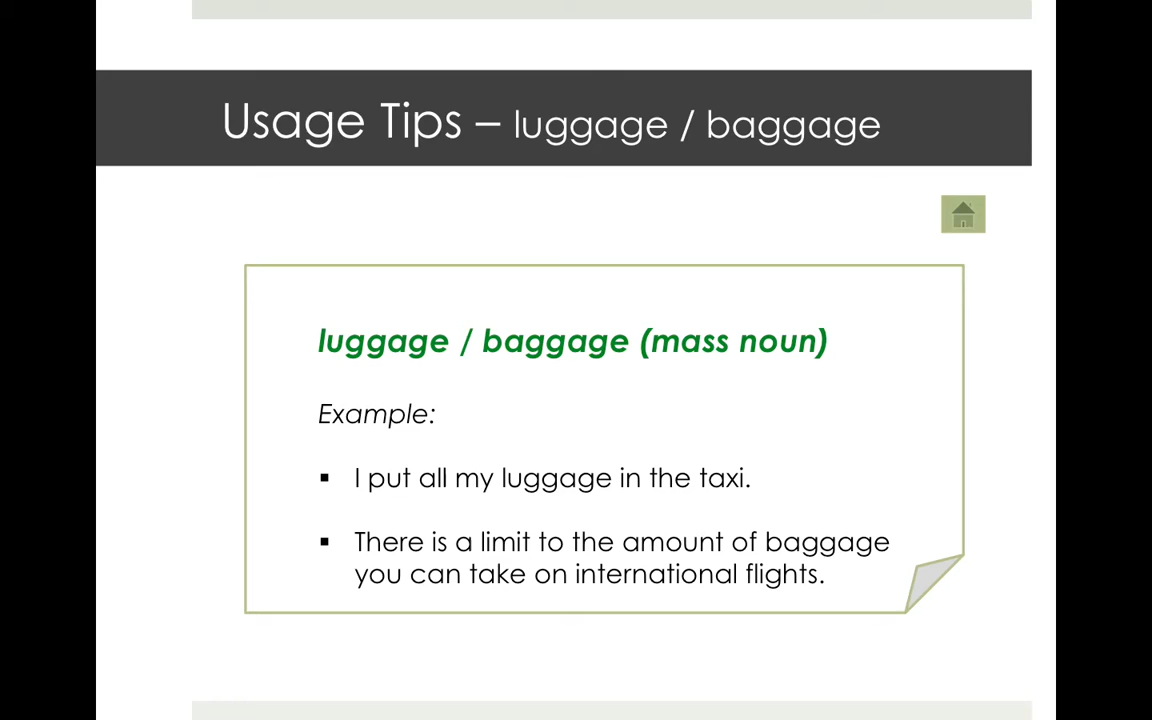 Usage Tips – luggage / baggage
luggage / baggage (mass noun)
Example:
▪ I put all my luggage in the taxi.
▪ There is a limit to the amount of baggage
you can take on international flights.